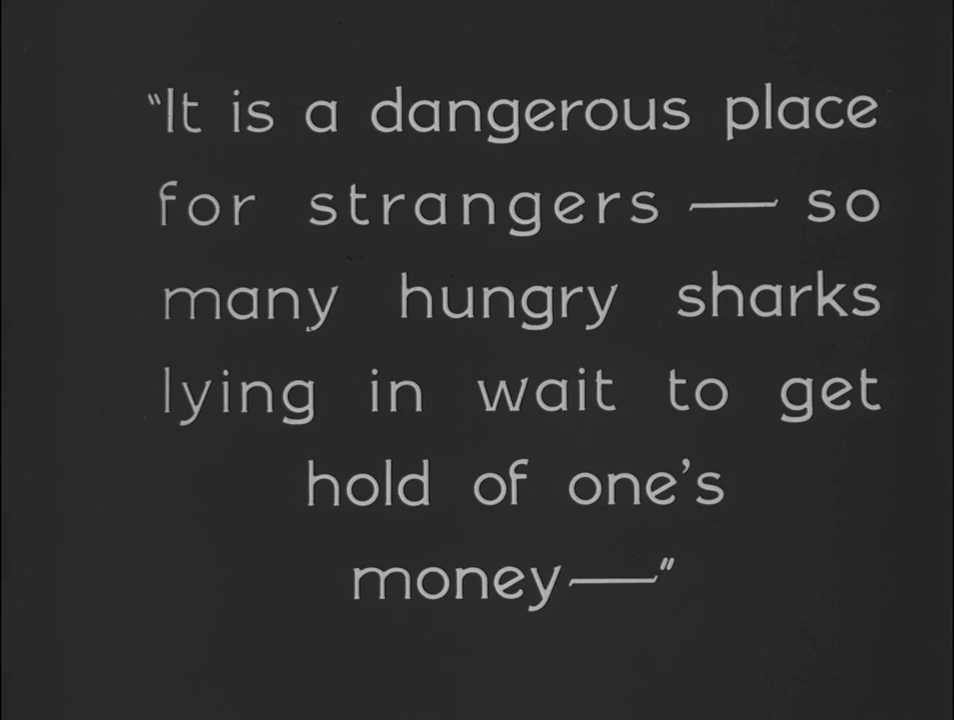 "It is a dangerous place
for strangers — so
many hungry sharks
lying in wait to get
hold of one's
money—"